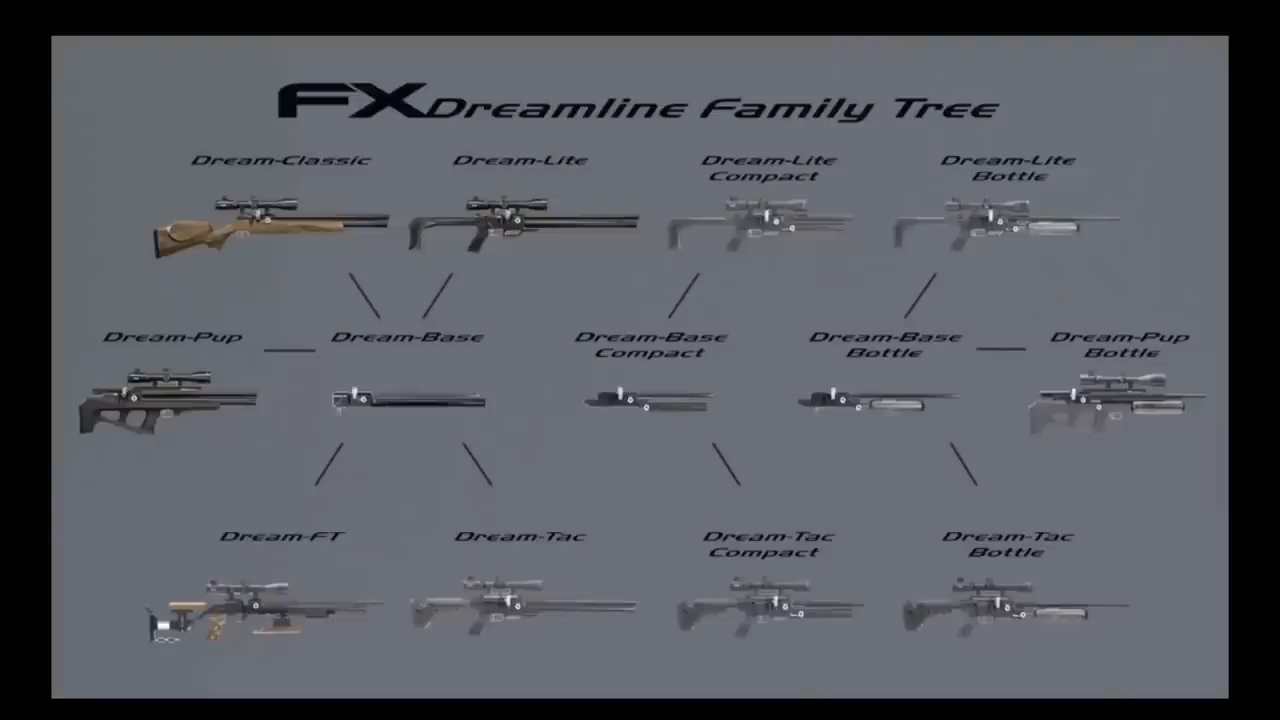 FX Dreamline Family Tree
Dream-Classic
Dream-Lite
Dream-Lite
Compact
Dream-Lite
Bottle
Dream-Pup
Dream-Base
Dream-Base
Compact
Dream-Base
Bottle
Dream-Pup
Bottle
Dream-FT
Dream-Tac
Dream-Tac
Compact
Dream-Tac
Bottle